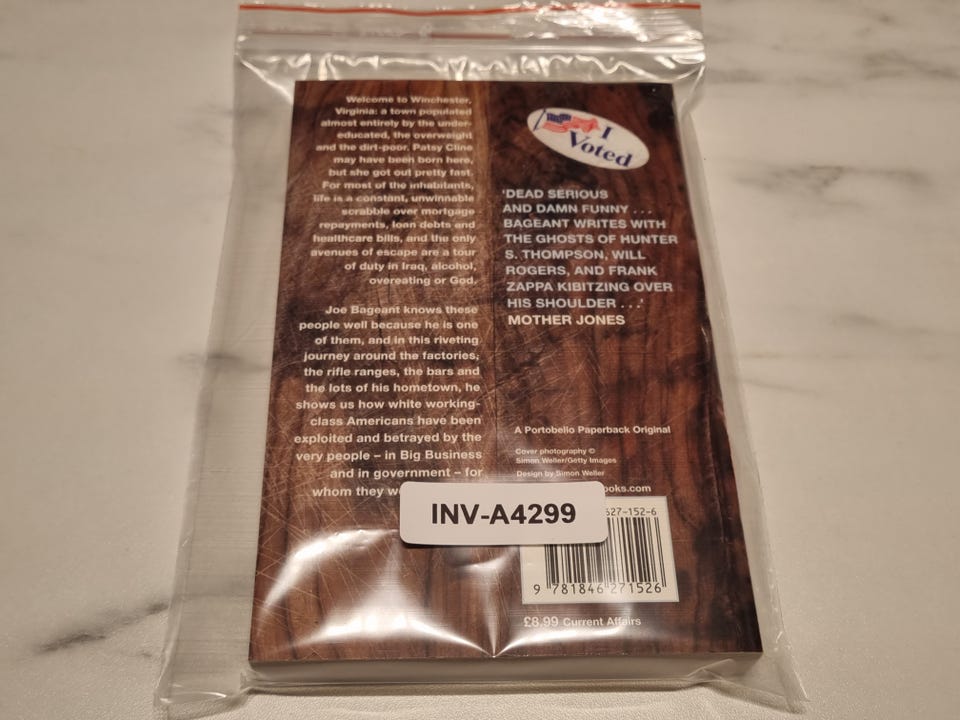 Welcome to Winchester,
Virginia: a town populated
almost entirely by the under-
educated, the overweight
and the dirt-poor. Patsy Cline
may have been born here,
but she got out pretty fast.
For most of the inhabitants,
life is a constant, unwinnable
scrabble over mortgage
repayments, loan debts and
healthcare bills, and the only
avenues of escape are a tour
of duty in Iraq, alcohol,
overeating or God.
Joe Bageant knows these
people well because he is one
of them, and in this riveting
journey around the factories,
the rifle ranges, the bars and
the lots of his hometown, he
shows us how white working-
class Americans have been
exploited and betrayed by the
very people – in Big Business
and in government – for
whom they
I
Voted
'DEAD SERIOUS
AND DAMN FUNNY . . .
BAGEANT WRITES WITH
THE GHOSTS OF HUNTER
S. THOMPSON, WILL
ROGERS, AND FRANK
ZAPPA KIBITZING OVER
HIS SHOULDER . . .'
MOTHER JONES
A Portobello Paperback Original
Cover photography ©
Simon Weller/Getty Images
Design by Simon Weller
ooks.com
INV-A4299
627-152-6
9 781846 271526
£8.99 Current Affairs